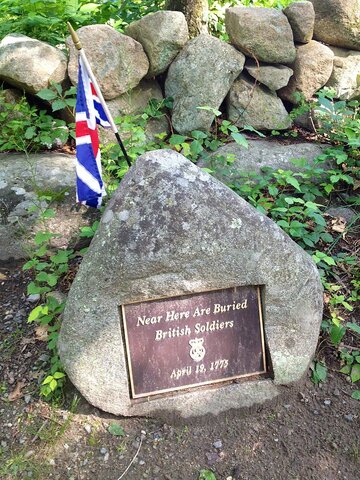 Near Here Are Buried
British Soldiers
April 19, 1775